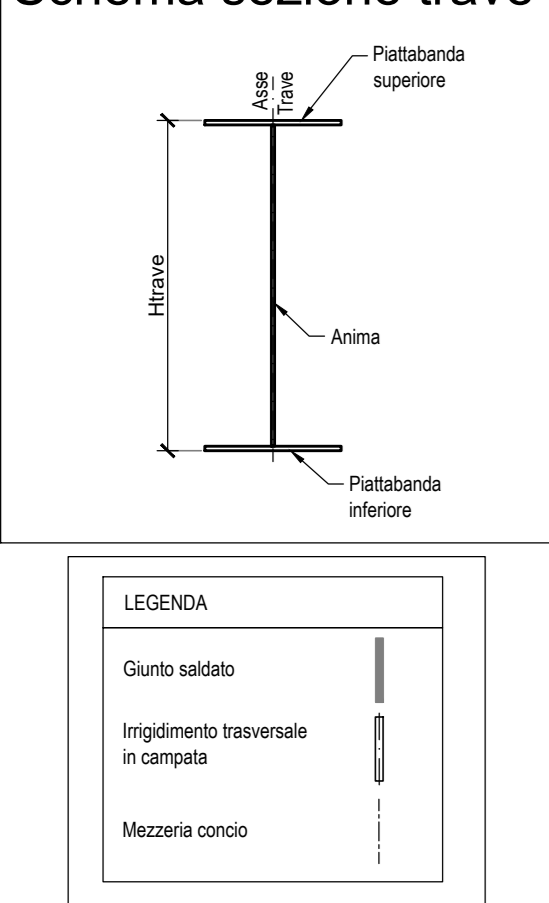 Schema sezione trave
Piattabanda
superiore
Asse
Trave
Htrave
Anima
Piattabanda
inferiore
LEGENDA
Giunto saldato
Irrigidimento trasversale
in campata
Mezzeria concio